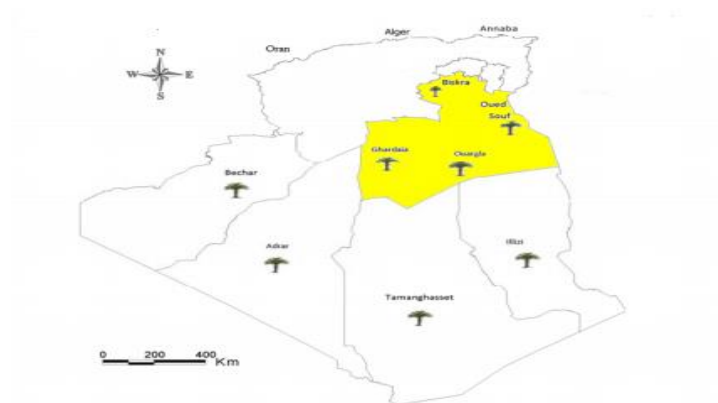 Annaba
Alger
Oran
N
W E
S
Biskra
Oued
Souf
Ghardaia
Ouargla
Bechar
Adrar
Illizi
Tamanghasset
0 200 400
Km